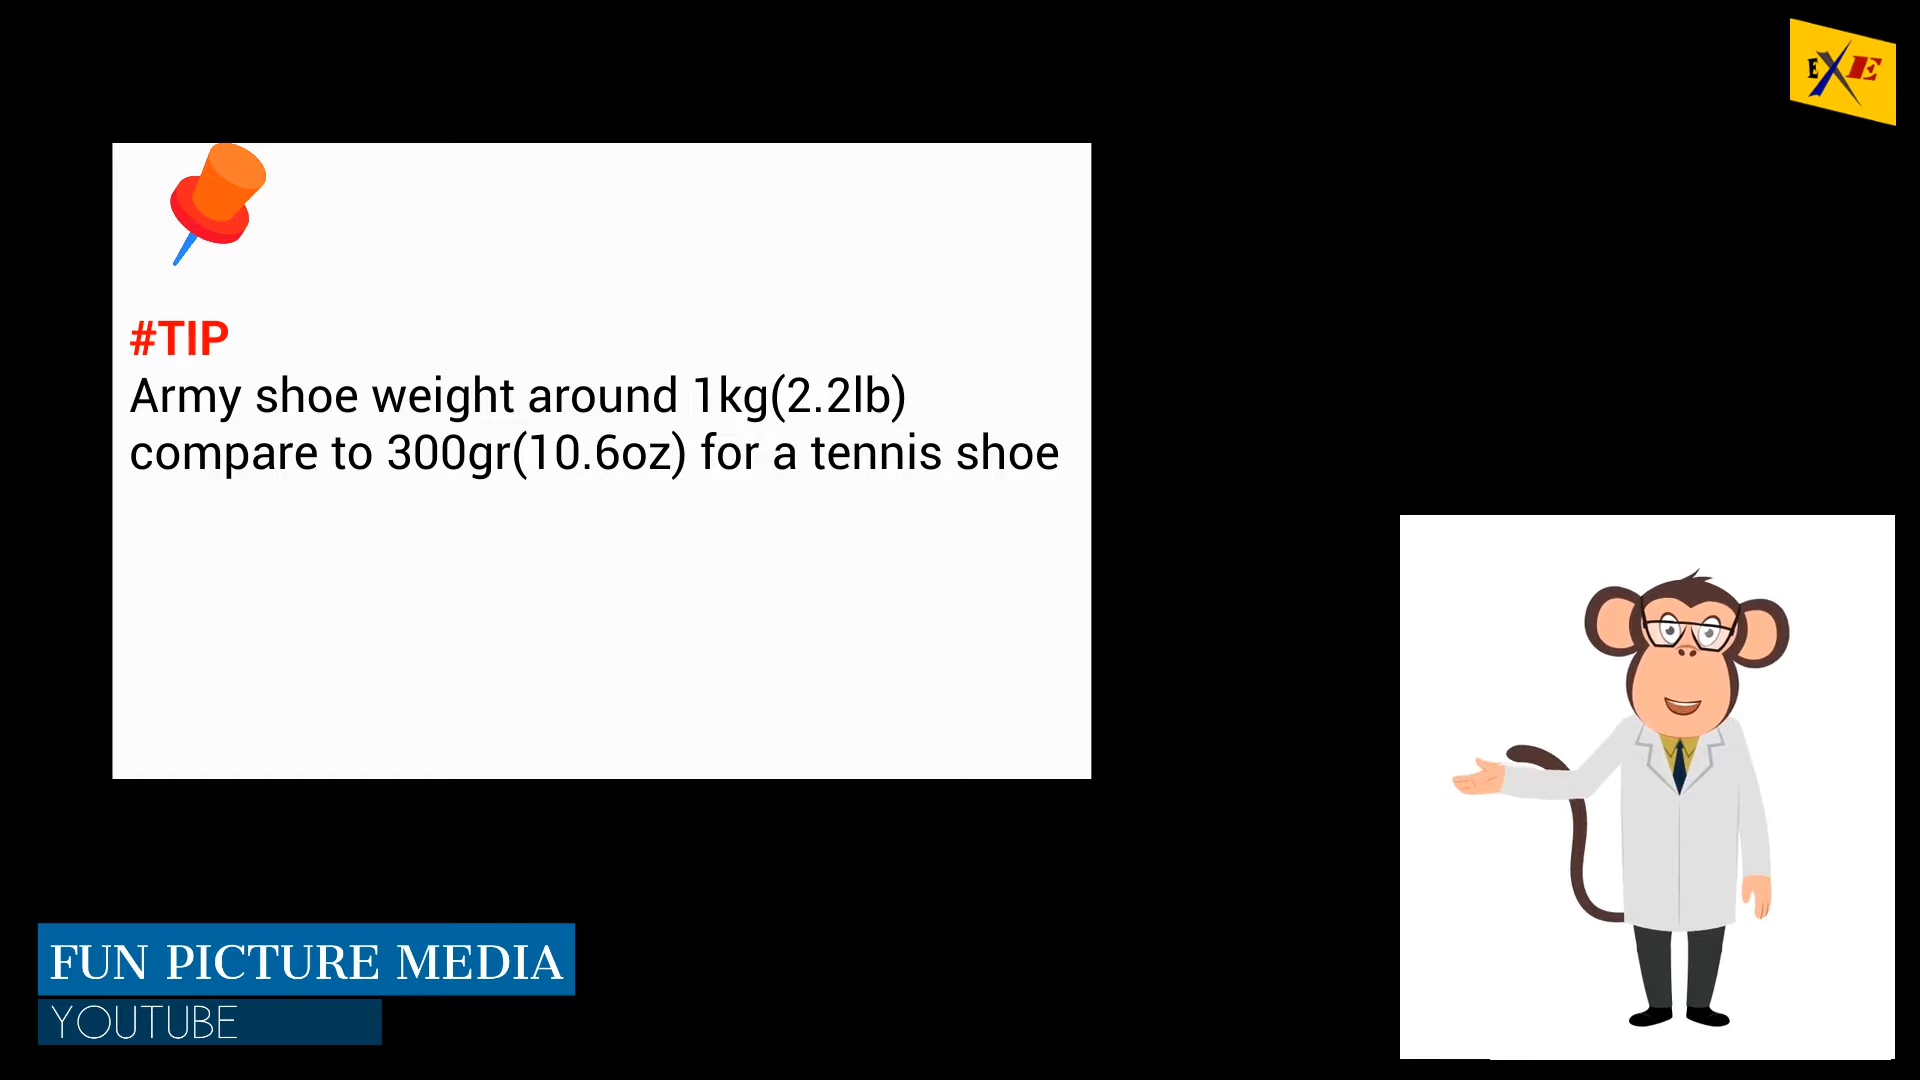 EXE
#TIP
Army shoe weight around 1kg(2.2lb)
compare to 300gr(10.6oz) for a tennis shoe
FUN PICTURE MEDIA
YOUTUBE